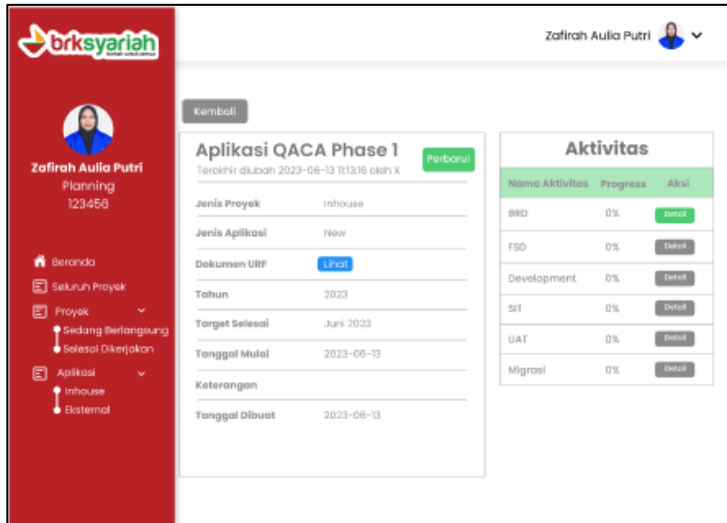 brksyariah
Zafirah Aulia Putri
Zafirah Aulia Putri
Planning
123456
Beranda
Seluruh Proyek
Proyek
Sedang Berlangsung
Selesai Dikerjakan
Aplikasi
Inhouse
Eksternal
Kembali
Aplikasi QACA Phase 1
Terakhir diubah 2023-06-13 11:13:16 oleh X
Perbarui
Jenis Proyek Inhouse
Jenis Aplikasi New
Dokumen URF Lihat
Tahun 2023
Target Selesai Juni 2023
Tanggal Mulai 2023-06-13
Keterangan
Tanggal Dibuat 2023-06-13
Aktivitas
Nama Aktivitas Progress Aksi
BRD 0% Detail
FSD 0% Detail
Development 0% Detail
SIT 0% Detail
UAT 0% Detail
Migrasi 0% Detail